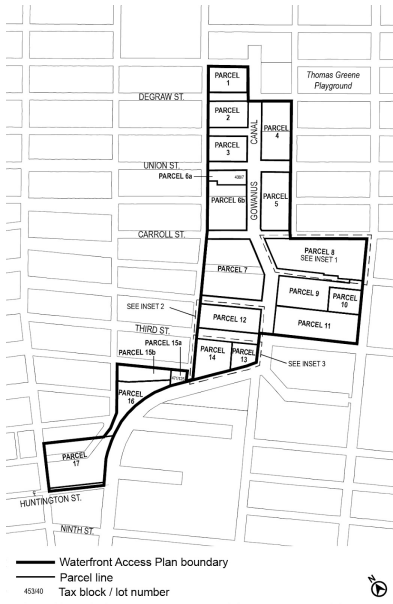 PARCEL
1
Thomas Greene
Playground
DEGRAW ST.
PARCEL
2
CANAL
PARCEL
4
PARCEL
3
UNION ST.
PARCEL 6a
PARCEL 6b
GOWANUS
PARCEL
5
CARROLL ST.
PARCEL 8
SEE INSET 1
PARCEL 7
PARCEL 9
PARCEL
10
SEE INSET 2
PARCEL 12
PARCEL 11
THIRD ST.
PARCEL 15a
PARCEL 15b
PARCEL
14
PARCEL
13
SEE INSET 3
PARCEL
16
PARCEL
17
HUNTINGTON ST.
NINTH ST.
Waterfront Access Plan boundary
Parcel line
453/40 Tax block / lot number
N